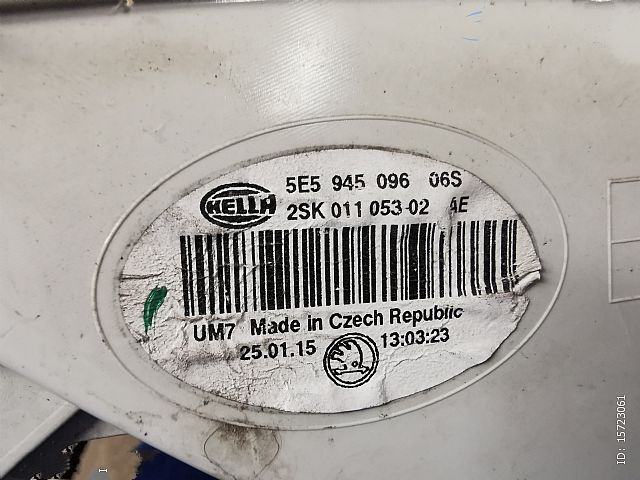 HELLA
5E5 945 096 06S
2SK 011 053-02 AE
UM7 Made in Czech Republic
25.01.15 13:03:23
ID: 15723061